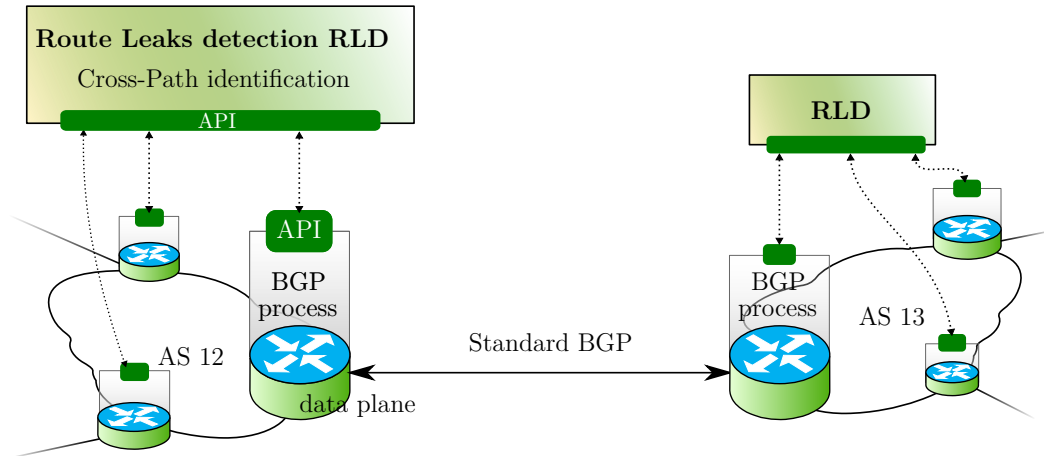 Route Leaks detection RLD
Cross-Path identification
API
RLD
API
BGP
process
BGP
process
AS 12
AS 13
Standard BGP
data plane